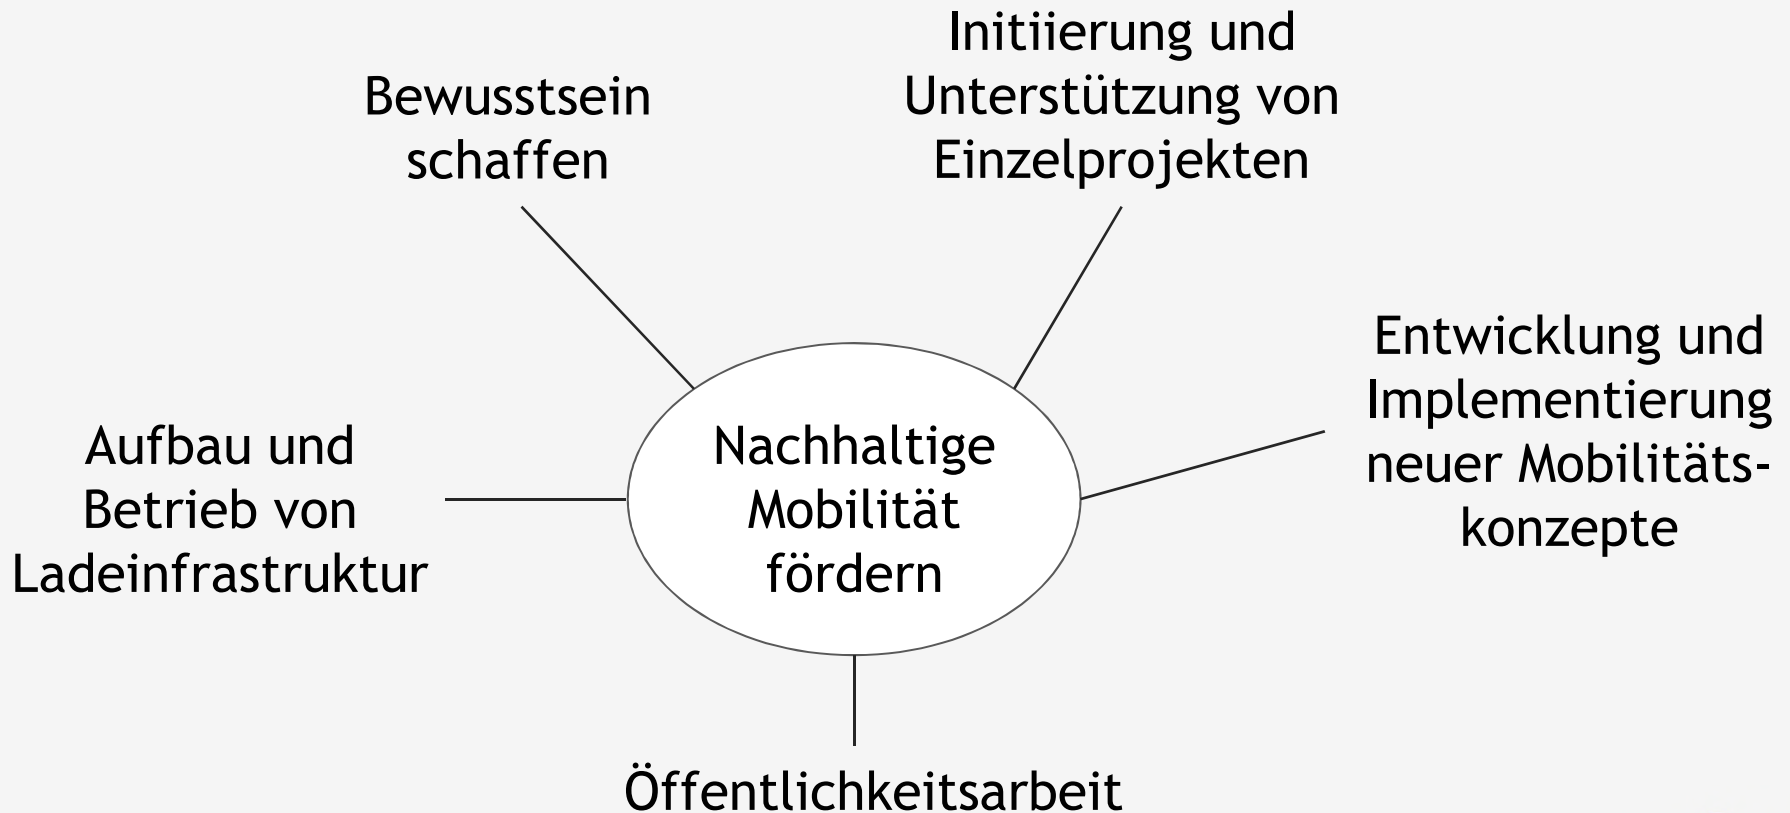 Initiierung und
Unterstützung von
Einzelprojekten
Bewusstsein
schaffen
Entwicklung und
Implementierung
neuer Mobilitäts-
konzepte
Aufbau und
Betrieb von
Ladeinfrastruktur
Nachhaltige
Mobilität
fördern
Öffentlichkeitsarbeit